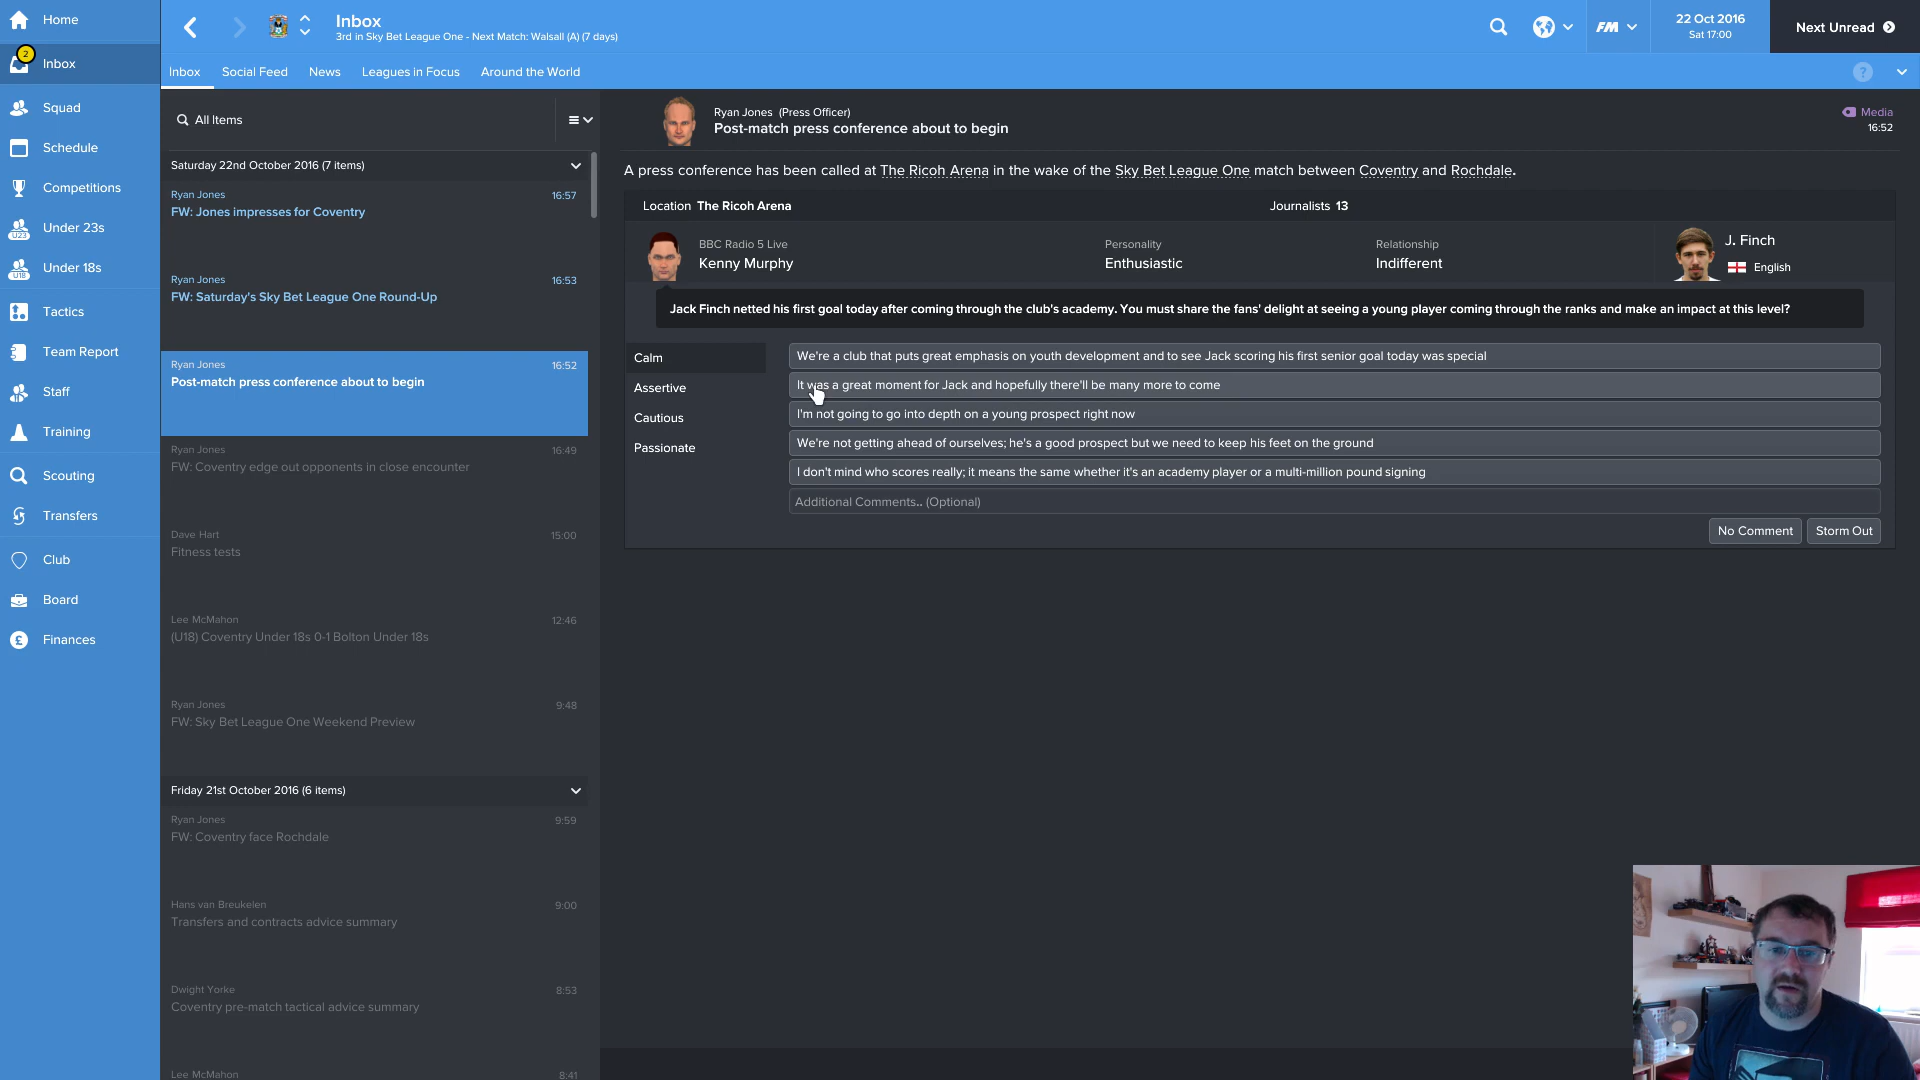 Home
2
Inbox
Squad
Schedule
Competitions
U23
Under 23s
U18
Under 18s
Tactics
Team Report
Staff
Training
Scouting
Transfers
Club
Board
£
Finances
Inbox
3rd in Sky Bet League One - Next Match: Walsall (A) (7 days)
FM
22 Oct 2016
Sat 17:00
Next Unread
Inbox
Social Feed
News
Leagues in Focus
Around the World
?
All Items
Saturday 22nd October 2016 (7 items)
Ryan Jones 16:57
FW: Jones impresses for Coventry
Ryan Jones 16:53
FW: Saturday's Sky Bet League One Round-Up
Ryan Jones 16:52
Post-match press conference about to begin
Ryan Jones 16:49
FW: Coventry edge out opponents in close encounter
Dave Hart 15:00
Fitness tests
Lee McMahon 12:46
(U18) Coventry Under 18s 0-1 Bolton Under 18s
Ryan Jones 9:48
FW: Sky Bet League One Weekend Preview
Friday 21st October 2016 (6 items)
Ryan Jones 9:59
FW: Coventry face Rochdale
Hans van Breukelen 9:00
Transfers and contracts advice summary
Dwight Yorke 8:53
Coventry pre-match tactical advice summary
Lee McMahon 8:41
Ryan Jones (Press Officer)
Post-match press conference about to begin
Media
16:52
A press conference has been called at The Ricoh Arena in the wake of the Sky Bet League One match between Coventry and Rochdale.
Location The Ricoh Arena
Journalists 13
BBC Radio 5 Live
Kenny Murphy
Personality
Enthusiastic
Relationship
Indifferent
J. Finch
English
Jack Finch netted his first goal today after coming through the club's academy. You must share the fans' delight at seeing a young player coming through the ranks and make an impact at this level?
Calm
Assertive
Cautious
Passionate
We're a club that puts great emphasis on youth development and to see Jack scoring his first senior goal today was special
It was a great moment for Jack and hopefully there'll be many more to come
I'm not going to go into depth on a young prospect right now
We're not getting ahead of ourselves; he's a good prospect but we need to keep his feet on the ground
I don't mind who scores really; it means the same whether it's an academy player or a multi-million pound signing
Additional Comments.. (Optional)
No Comment
Storm Out